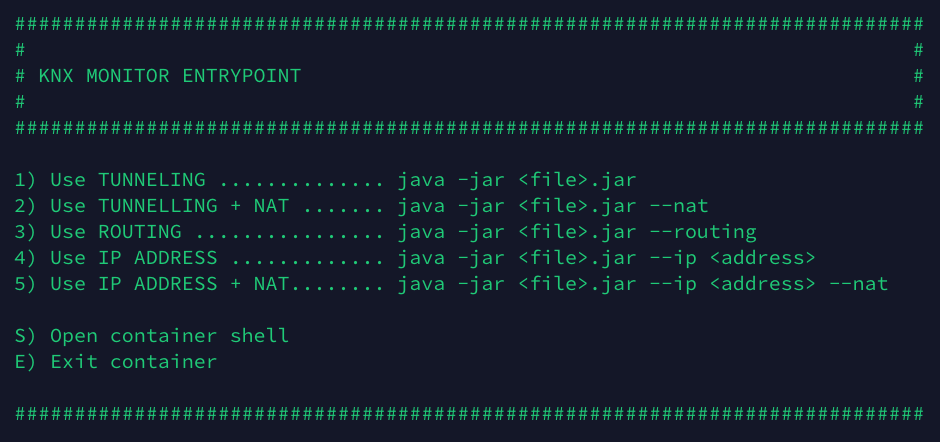 ############################################################################
#                                                                          #
# KNX MONITOR ENTRYPOINT                                                   #
#                                                                          #
############################################################################
1) Use TUNNELING .............. java -jar <file>.jar
2) Use TUNNELLING + NAT ....... java -jar <file>.jar --nat
3) Use ROUTING ................ java -jar <file>.jar --routing
4) Use IP ADDRESS ............. java -jar <file>.jar --ip <address>
5) Use IP ADDRESS + NAT........ java -jar <file>.jar --ip <address> --nat
S) Open container shell
E) Exit container
############################################################################